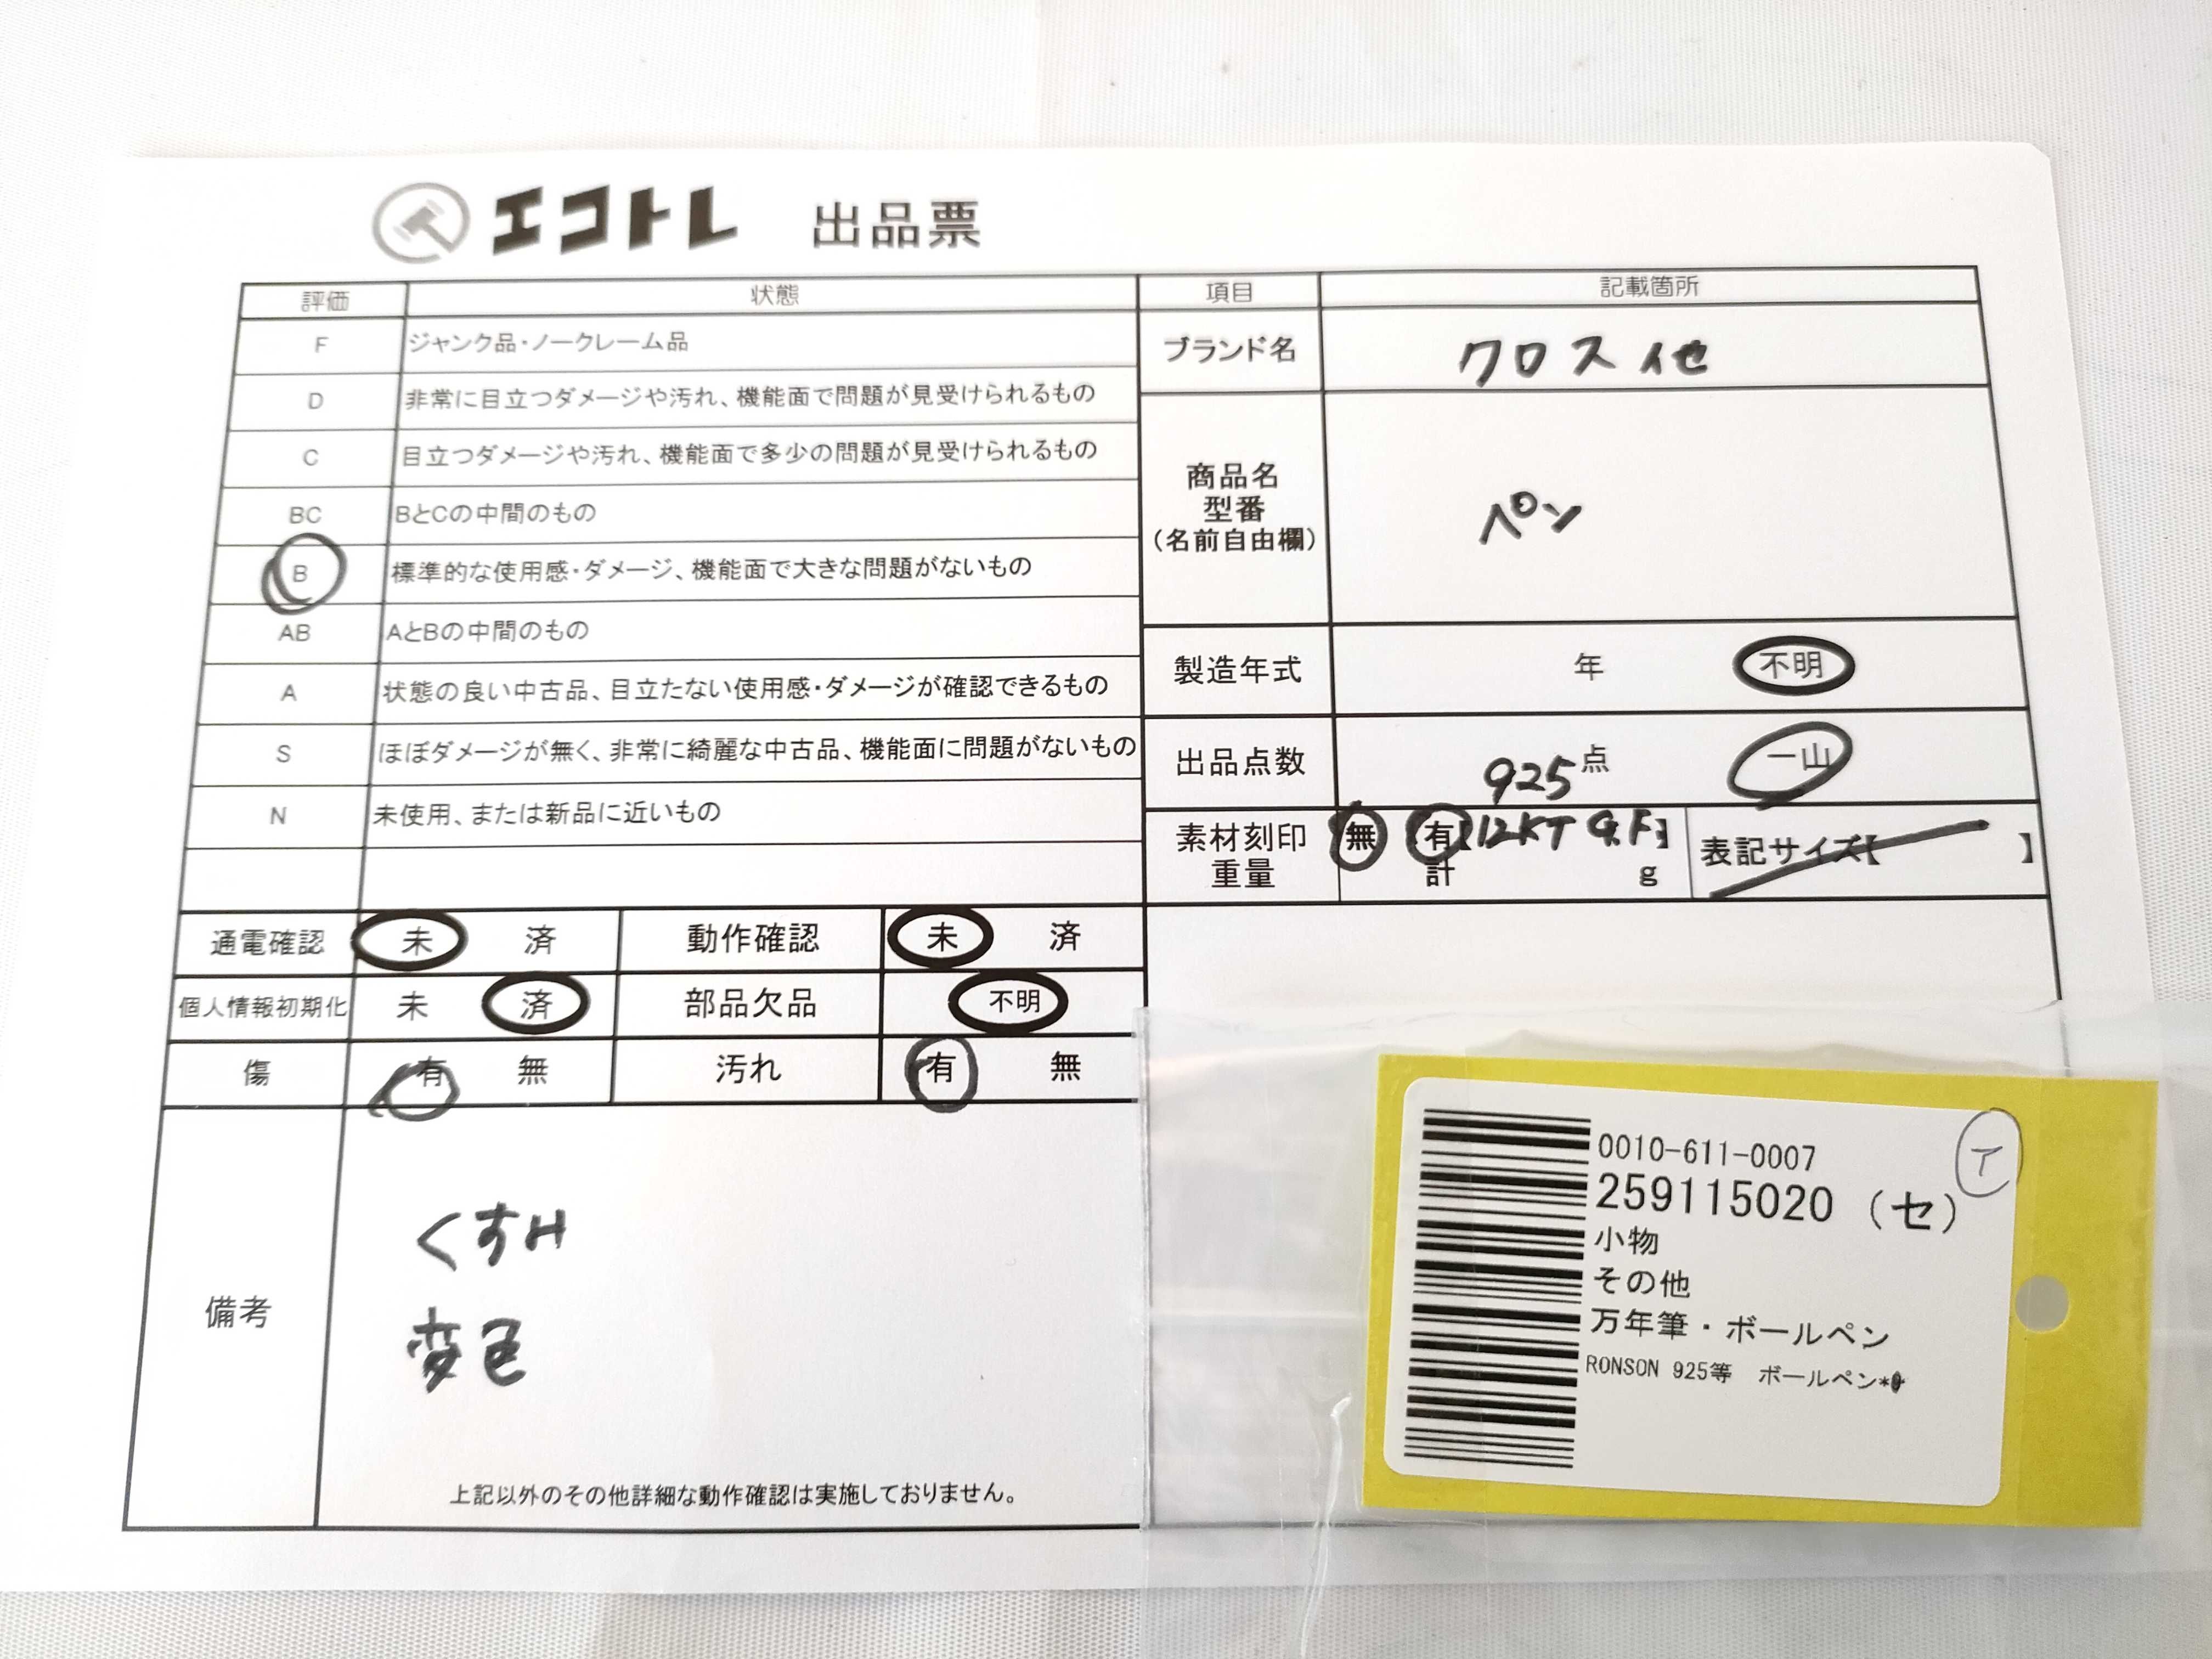 エコトレ 出品票
評価 状態
F ジャンク品・ノークレーム品
D 非常に目立つダメージや汚れ、機能面で問題が見受けられるもの
C 目立つダメージや汚れ、機能面で多少の問題が見受けられるもの
BC BとCの中間のもの
B 標準的な使用感・ダメージ、機能面で大きな問題がないもの
AB AとBの中間のもの
A 状態の良い中古品、目立たない使用感・ダメージが確認できるもの
S ほぼダメージが無く、非常に綺麗な中古品、機能面に問題がないもの
N 未使用、または新品に近いもの
通電確認 未 済 動作確認 未 済
個人情報初期化 未 済 部品欠品 不明
傷 有 無 汚れ 有 無
備考
くすみ
変色
上記以外のその他詳細な動作確認は実施しておりません。
項目 記載箇所
ブランド名 クロス他
商品名
型番
(名前自由欄)
ペン
製造年式 年 不明
出品点数 点 一山
925
素材刻印 無 有【12KT G.F】
重量 計 g
表記サイズ【 】
0010-611-0007
259115020 (セ)
ア
小物
その他
万年筆・ボールペン
RONSON 925等 ボールペン*